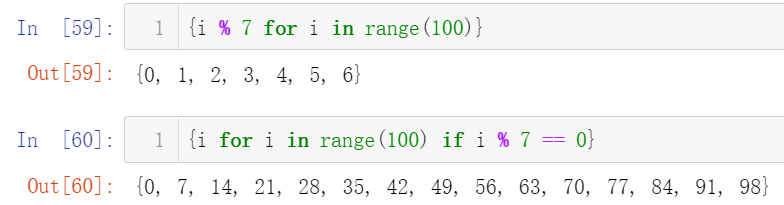 In [59]: 1 {i % 7 for i in range(100)}
Out[59]: {0, 1, 2, 3, 4, 5, 6}
In [60]: 1 {i for i in range(100) if i % 7 == 0}
Out[60]: {0, 7, 14, 21, 28, 35, 42, 49, 56, 63, 70, 77, 84, 91, 98}